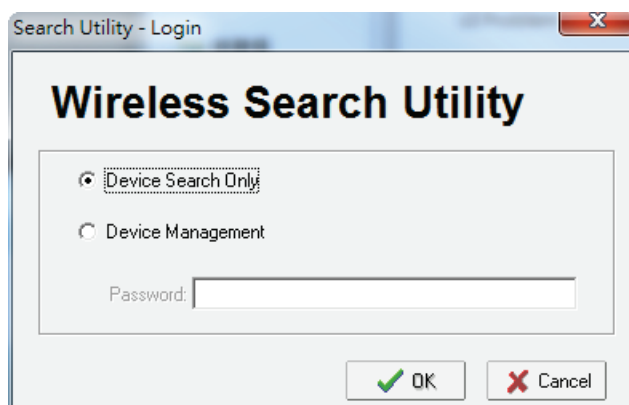 Search Utility - Login
Wireless Search Utility
Device Search Only
Device Management
Password:
OK
Cancel